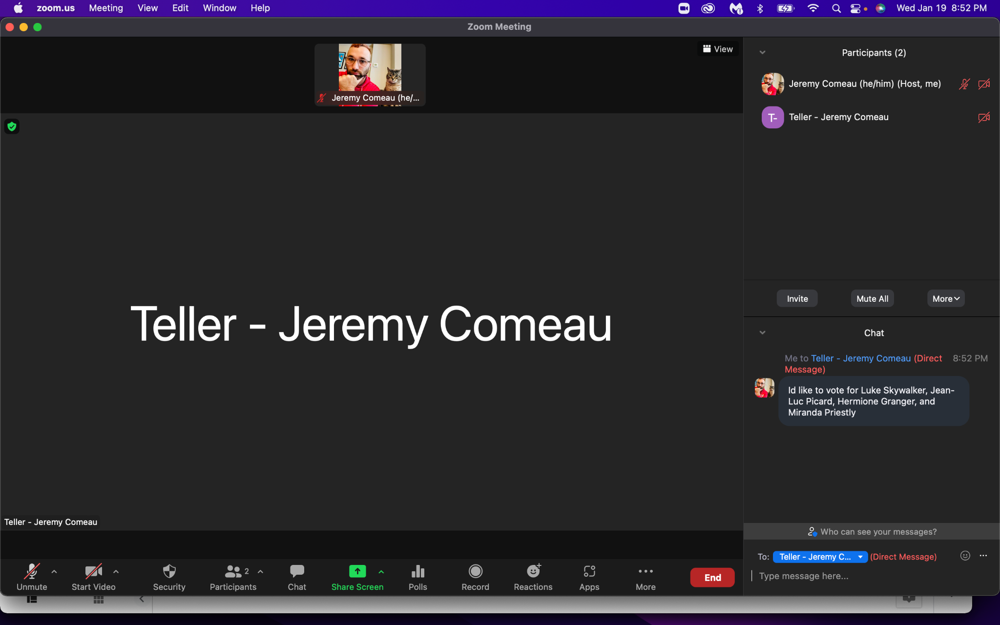 zoom.us Meeting View Edit Window Help Wed Jan 19 8:52 PM
Zoom Meeting
View
Jeremy Comeau (he/...
Teller - Jeremy Comeau
Teller - Jeremy Comeau
Unmute
Start Video
Security
2
Participants
Chat
Share Screen
Polls
Record
Reactions
Apps
More
End
Participants (2)
Jeremy Comeau (he/him) (Host, me)
T-
Teller - Jeremy Comeau
Invite
Mute All
More
Chat
Me to Teller - Jeremy Comeau (Direct 8:52 PM
Message)
Id like to vote for Luke Skywalker, Jean-
Luc Picard, Hermione Granger, and
Miranda Priestly
Who can see your messages?
To: Teller - Jeremy C... (Direct Message)
Type message here...